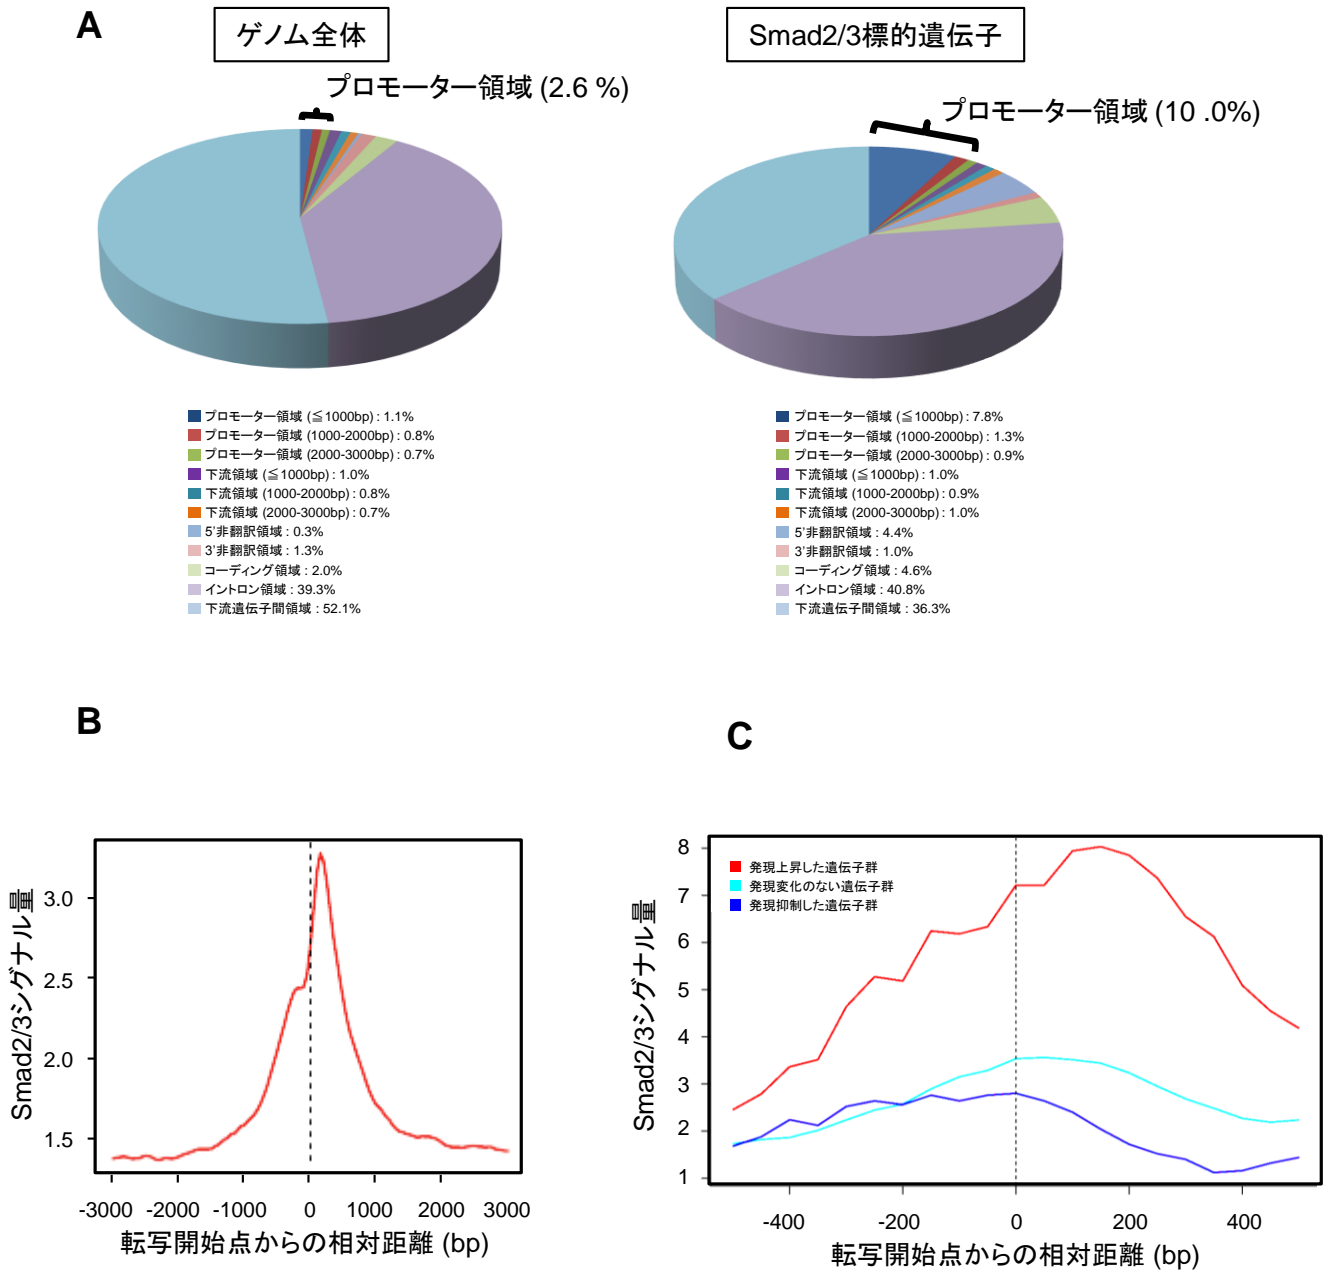 A
ゲノム全体
Smad2/3標的遺伝子
プロモーター領域 (2.6 %)
プロモーター領域 (10 .0%)
プロモーター領域 (≦1000bp) : 1.1%
プロモーター領域 (1000-2000bp) : 0.8%
プロモーター領域 (2000-3000bp) : 0.7%
下流領域 (≦1000bp) : 1.0%
下流領域 (1000-2000bp) : 0.8%
下流領域 (2000-3000bp) : 0.7%
5'非翻訳領域 : 0.3%
3'非翻訳領域 : 1.3%
コーディング領域 : 2.0%
イントロン領域 : 39.3%
下流遺伝子間領域 : 52.1%
プロモーター領域 (≦1000bp) : 7.8%
プロモーター領域 (1000-2000bp) : 1.3%
プロモーター領域 (2000-3000bp) : 0.9%
下流領域 (≦1000bp) : 1.0%
下流領域 (1000-2000bp) : 0.9%
下流領域 (2000-3000bp) : 1.0%
5'非翻訳領域 : 4.4%
3'非翻訳領域 : 1.0%
コーディング領域 : 4.6%
イントロン領域 : 40.8%
下流遺伝子間領域 : 36.3%
B
Smad2/3シグナル量
3.0
2.5
2.0
1.5
-3000 -2000 -1000 0 1000 2000 3000
転写開始点からの相対距離 (bp)
C
Smad2/3シグナル量
8
7
6
5
4
3
2
1
発現上昇した遺伝子群
発現変化のない遺伝子群
発現抑制した遺伝子群
-400 -200 0 200 400
転写開始点からの相対距離 (bp)